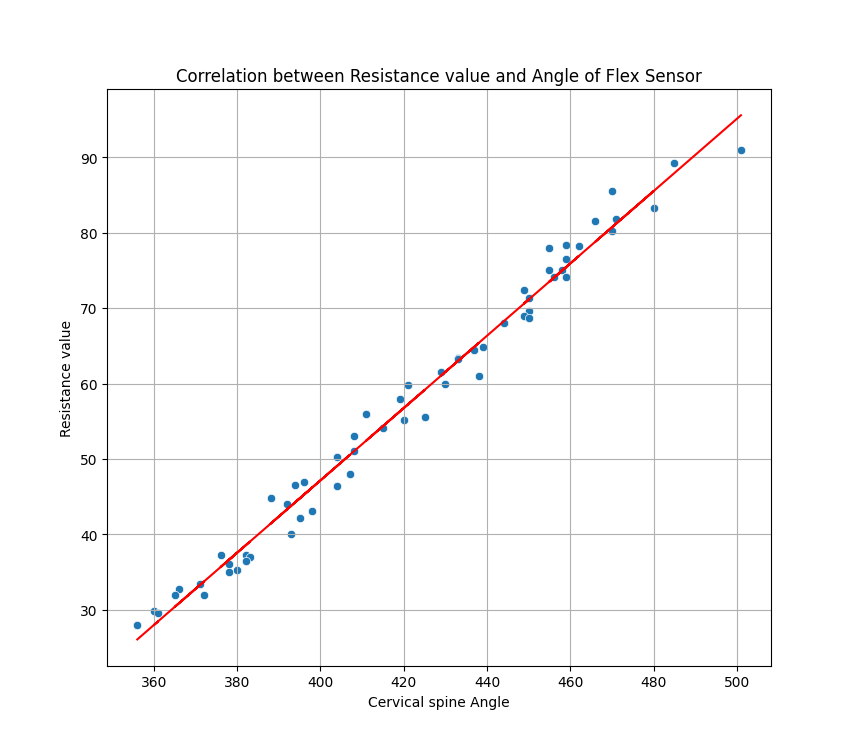 Correlation between Resistance value and Angle of Flex Sensor
90
80
70
60
50
40
30
Resistance value
360 380 400 420 440 460 480 500
Cervical spine Angle